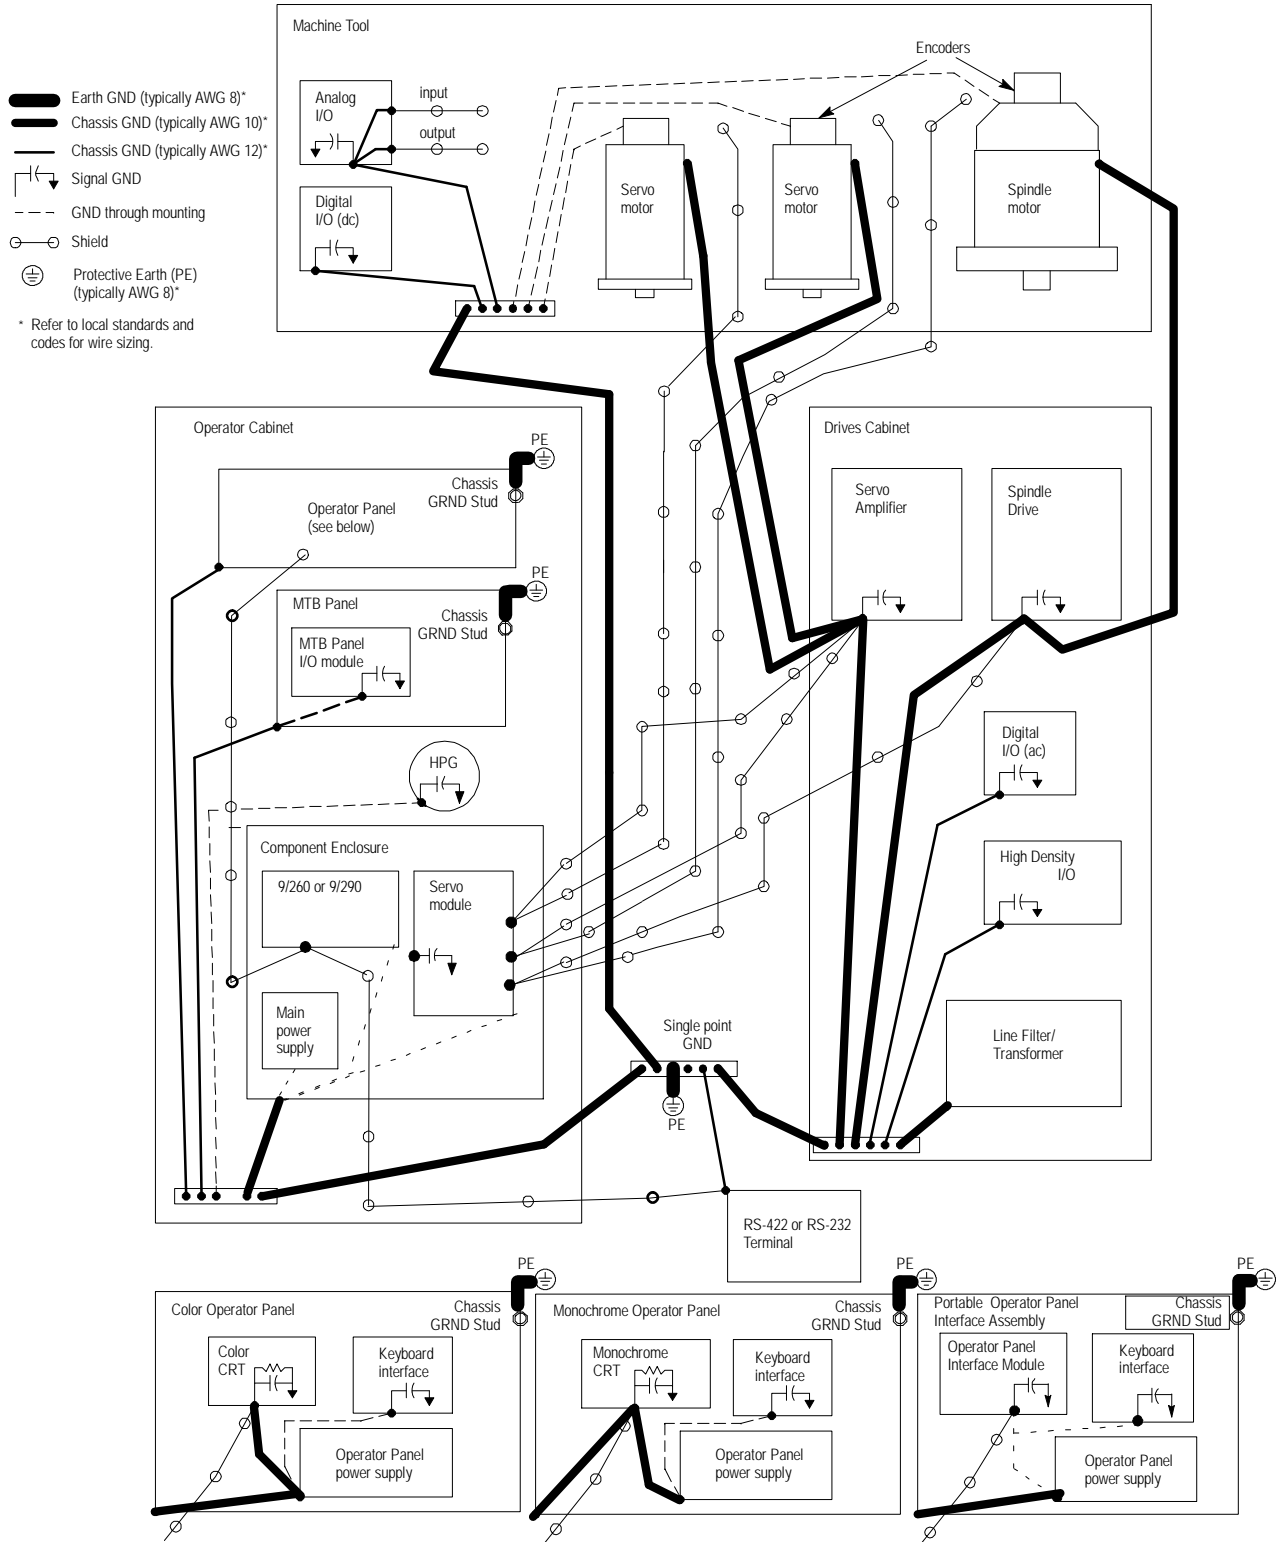 Machine Tool
Encoders
Analog
I/O
input
output
Digital
I/O (dc)
Servo
motor
Servo
motor
Spindle
motor
Earth GND (typically AWG 8)*
Chassis GND (typically AWG 10)*
Chassis GND (typically AWG 12)*
Signal GND
GND through mounting
Shield
Protective Earth (PE)
(typically AWG 8)*
* Refer to local standards and
codes for wire sizing.
Operator Cabinet
PE
Chassis
GRND Stud
Operator Panel
(see below)
PE
MTB Panel
Chassis
GRND Stud
MTB Panel
I/O module
HPG
Component Enclosure
9/260 or 9/290
Servo
module
Main
power
supply
Drives Cabinet
Servo
Amplifier
Spindle
Drive
Digital
I/O (ac)
High Density
I/O
Line Filter/
Transformer
Single point
GND
PE
RS-422 or RS-232
Terminal
PE
Color Operator Panel
Chassis
GRND Stud
Color
CRT
Keyboard
interface
Operator Panel
power supply
PE
Monochrome Operator Panel
Chassis
GRND Stud
Monochrome
CRT
Keyboard
interface
Operator Panel
power supply
PE
Portable Operator Panel
Interface Assembly
Chassis
GRND Stud
Operator Panel
Interface Module
Keyboard
interface
Operator Panel
power supply